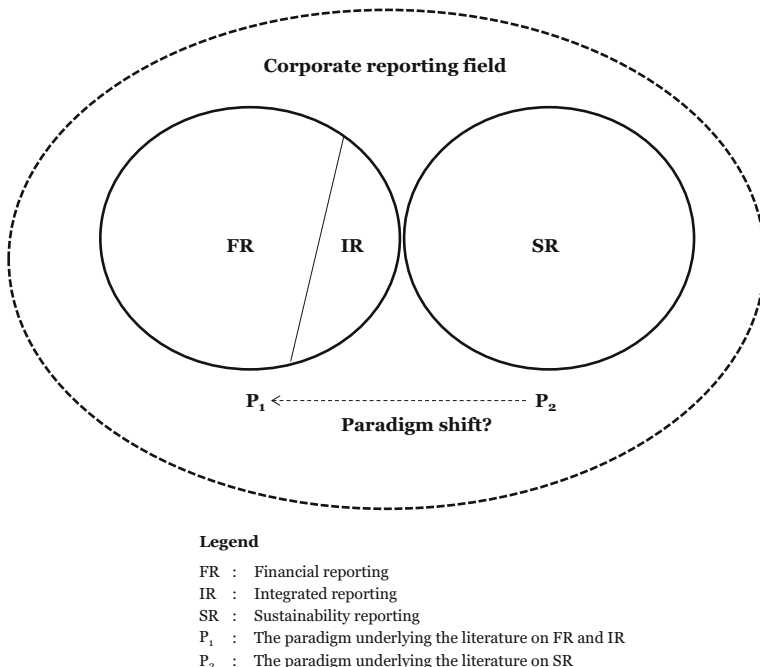 Corporate reporting field
FR IR SR
P₁ P₂
Paradigm shift?
Legend
FR : Financial reporting
IR : Integrated reporting
SR : Sustainability reporting
P₁ : The paradigm underlying the literature on FR and IR
P₂ : The paradigm underlying the literature on SR